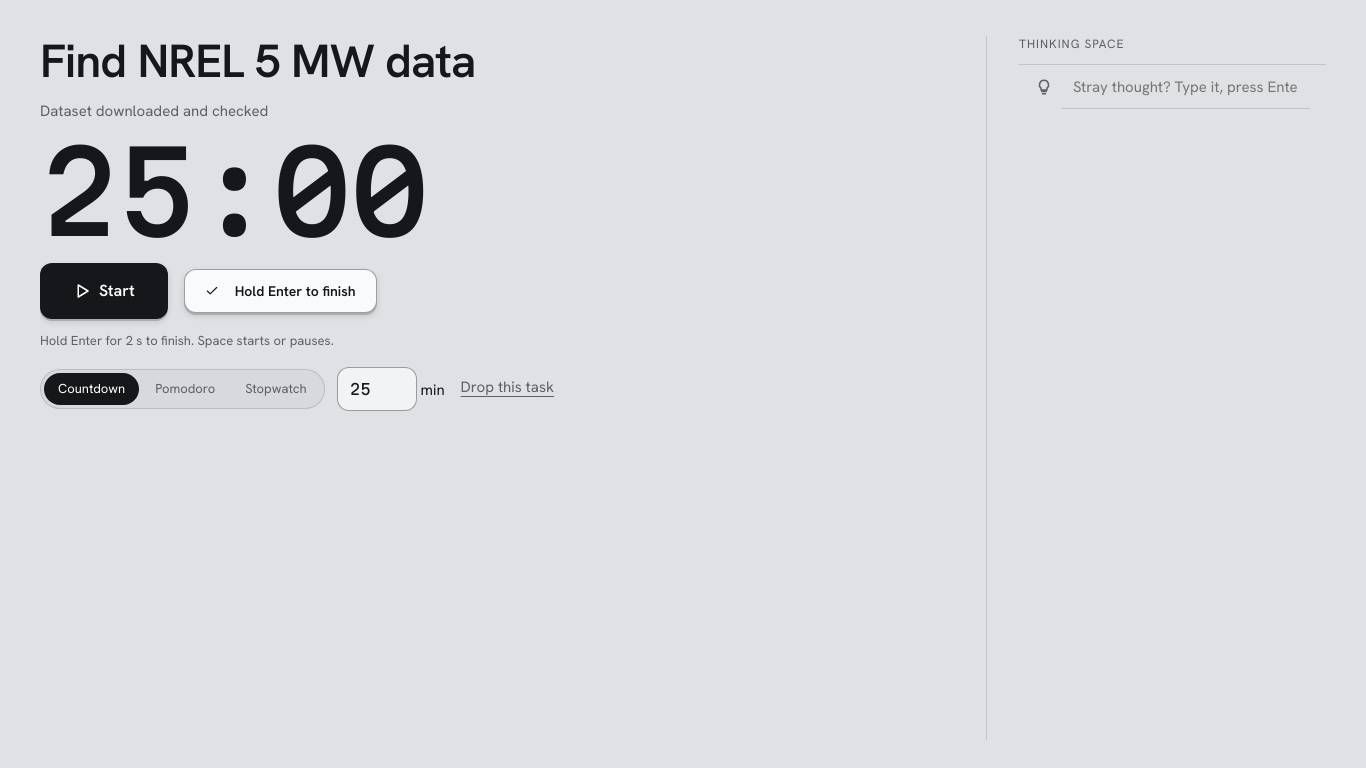 Find NREL 5 MW data
Dataset downloaded and checked
25:00
Start
Hold Enter to finish
Hold Enter for 2 s to finish. Space starts or pauses.
Countdown
Pomodoro
Stopwatch
25
min
Drop this task
THINKING SPACE
Stray thought? Type it, press Ente